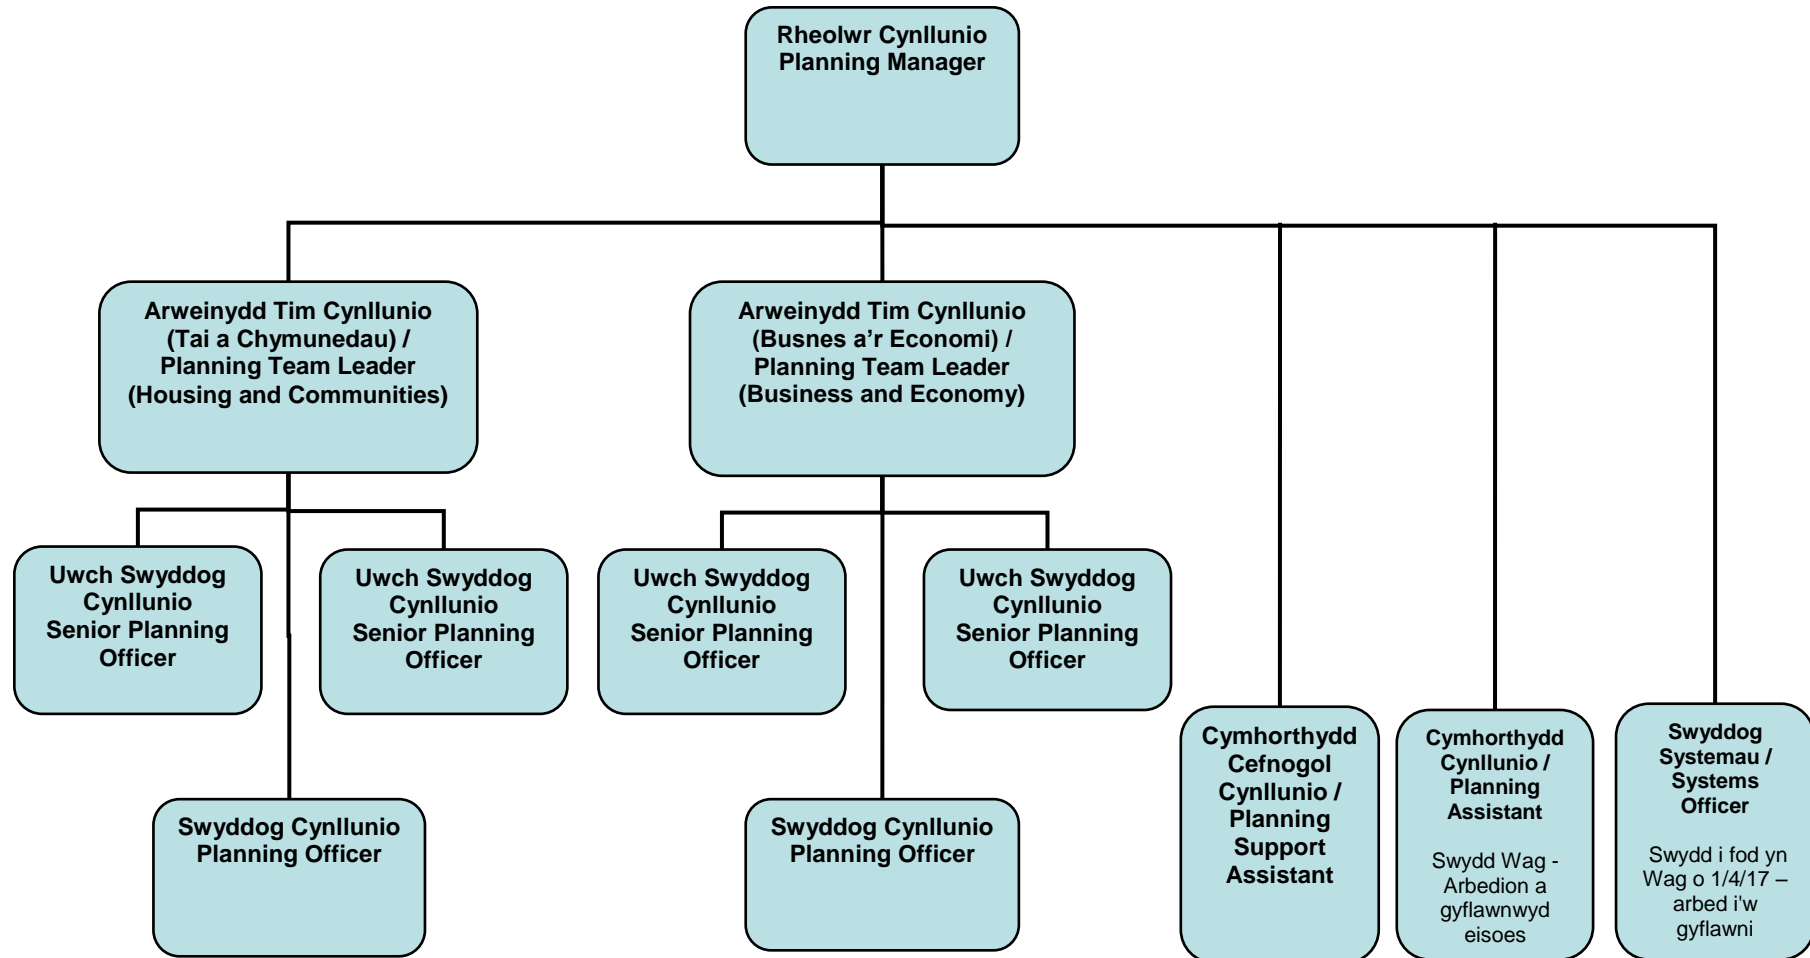 Rheolwr Cynllunio
Planning Manager
Arweinydd Tim Cynllunio
(Tai a Chymunedau) /
Planning Team Leader
(Housing and Communities)
Arweinydd Tim Cynllunio
(Busnes a’r Economi) /
Planning Team Leader
(Business and Economy)
Uwch Swyddog
Cynllunio
Senior Planning
Officer
Uwch Swyddog
Cynllunio
Senior Planning
Officer
Uwch Swyddog
Cynllunio
Senior Planning
Officer
Uwch Swyddog
Cynllunio
Senior Planning
Officer
Swyddog Cynllunio
Planning Officer
Swyddog Cynllunio
Planning Officer
Cymhorthydd
Cefnogol
Cynllunio /
Planning
Support
Assistant
Cymhorthydd
Cynllunio /
Planning
Assistant
Swydd Wag -
Arbedion a
gyflawnwyd
eisoes
Swyddog
Systemau /
Systems
Officer
Swydd i fod yn
Wag o 1/4/17 –
arbed i'w
gyflawni